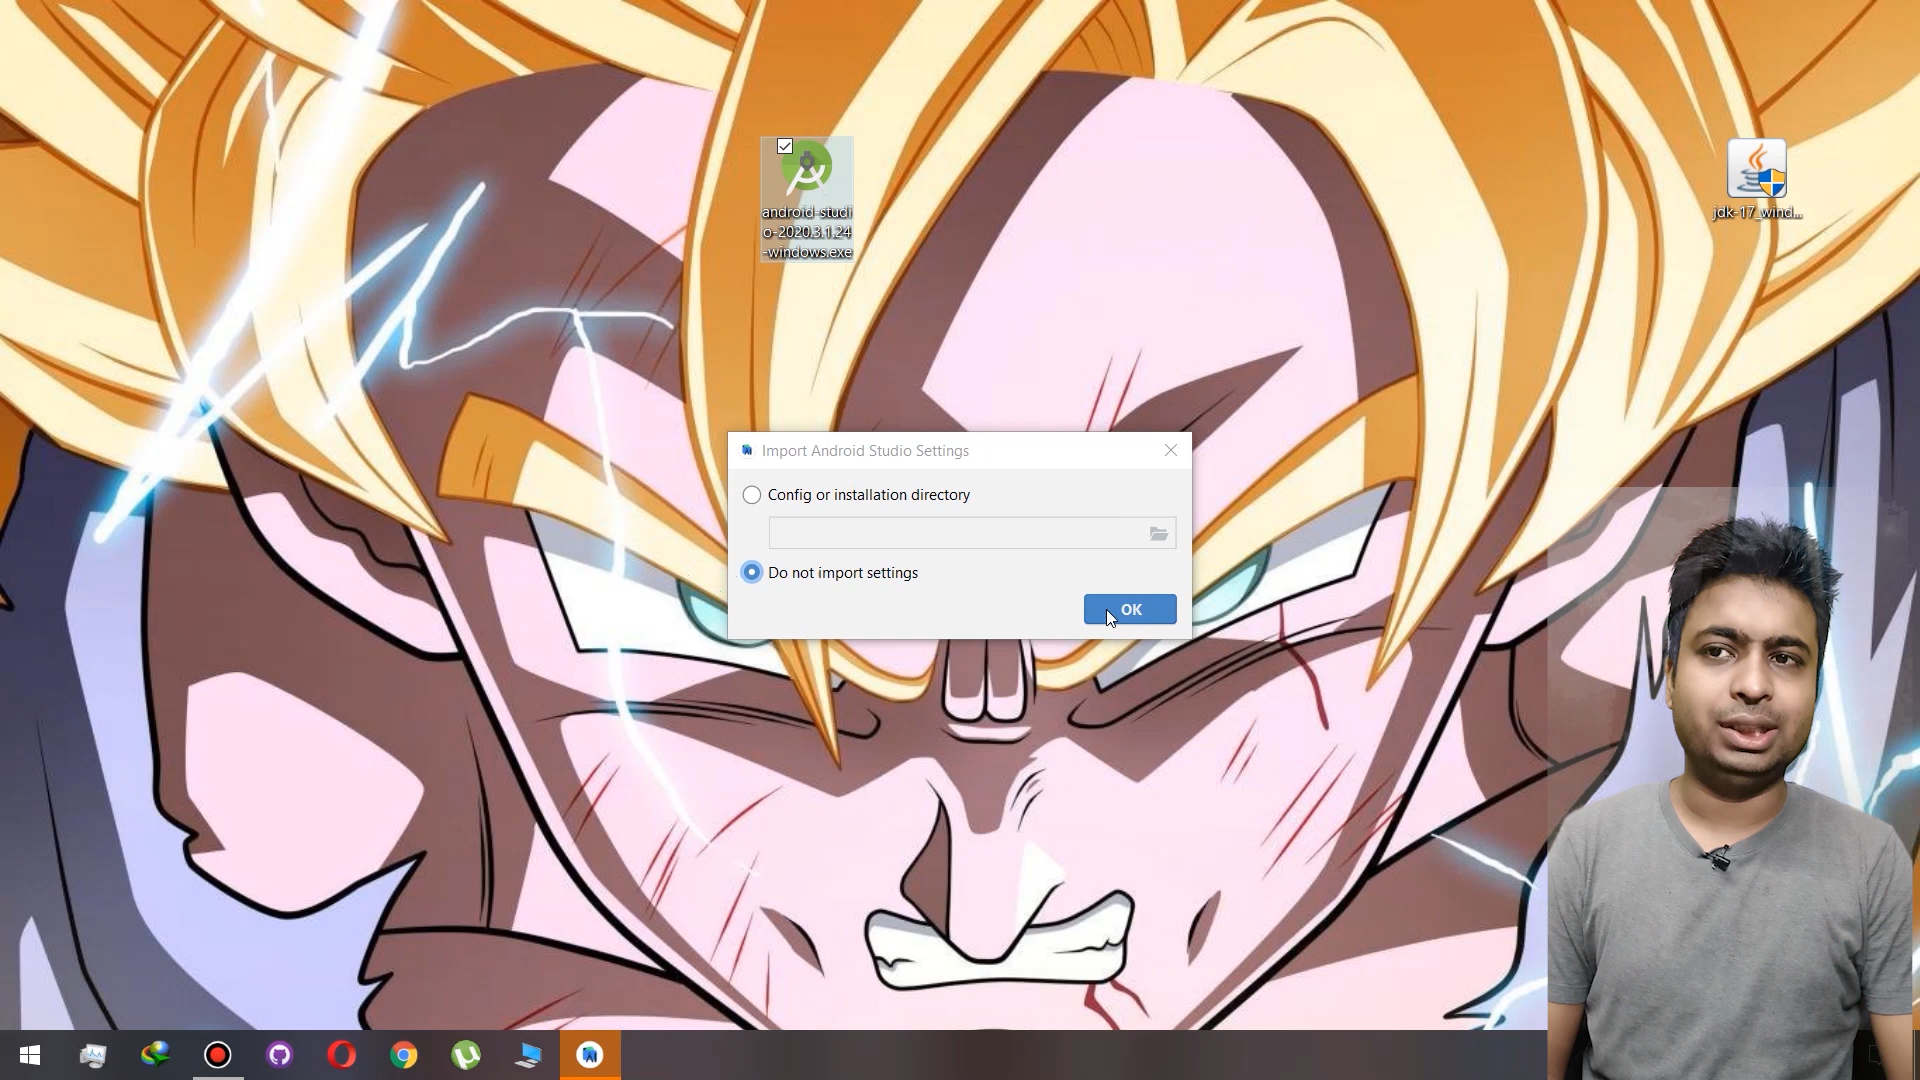 android-studi
o-2020.3.1.24
-windows.exe
jdk-17_wind...
Import Android Studio Settings
Config or installation directory
Do not import settings
OK